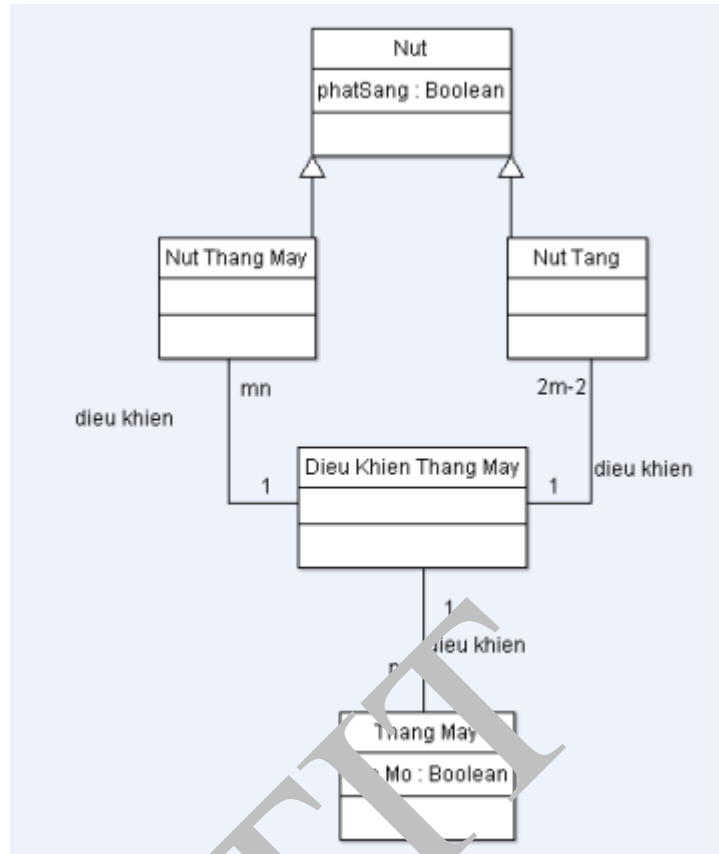 Nut
phatSang : Boolean
Nut Thang May
Nut Tang
mn
2m-2
dieu khien
dieu khien
Dieu Khien Thang May
1
1
1
khien
Thang May
Mo : Boolean